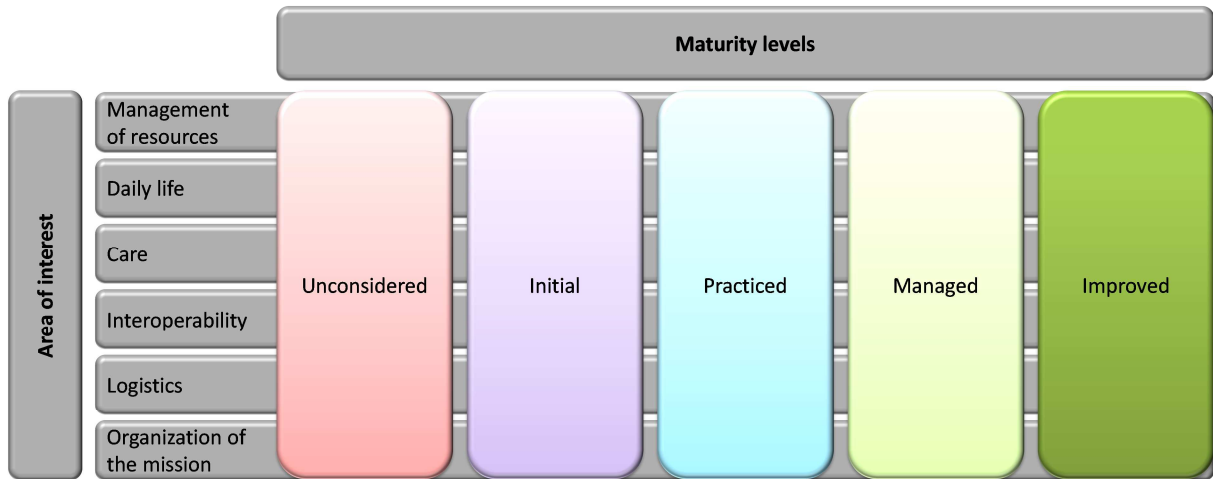 Maturity levels
Area of interest
Management
of resources
Daily life
Care
Interoperability
Logistics
Organization of
the mission
Unconsidered
Initial
Practiced
Managed
Improved